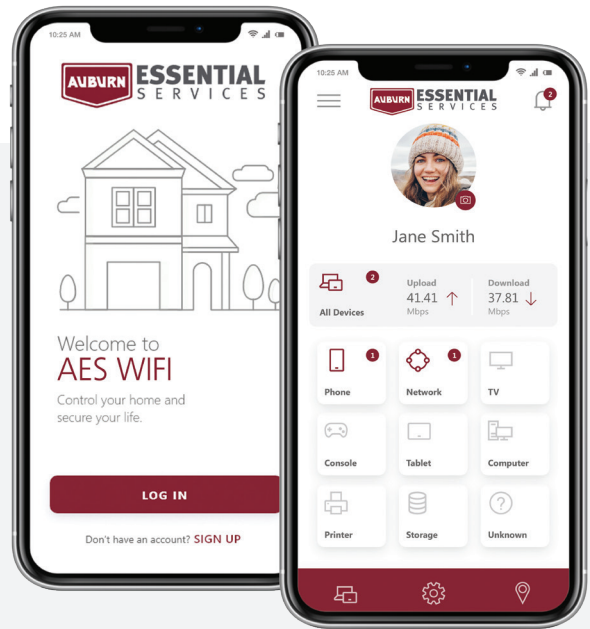 10:25 AM
AUBURN ESSENTIAL
SERVICES
Welcome to
AES WIFI
Control your home and
secure your life.
LOG IN
Don't have an account? SIGN UP
10:25 AM
AUBURN ESSENTIAL
SERVICES
2
Jane Smith
2
All Devices
Upload
41.41
Mbps
Download
37.81
Mbps
1
Phone
1
Network
TV
Console
Tablet
Computer
Printer
Storage
Unknown